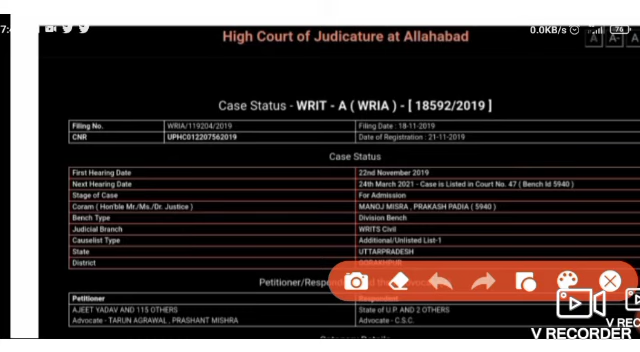 7:
0.0KB/s
76
High Court of Judicature at Allahabad
A A- A
Case Status - WRIT - A ( WRIA ) - [ 18592/2019 ]
Filing No. WRIA/119204/2019 Filing Date : 18-11-2019
CNR UPHC012207562019 Date of Registration : 21-11-2019
Case Status
First Hearing Date 22nd November 2019
Next Hearing Date 24th March 2021 - Case is Listed in Court No. 47 ( Bench Id 5940 )
Stage of Case For Admission
Coram ( Hon'ble Mr./Ms./Dr. Justice ) MANOJ MISRA , PRAKASH PADIA ( 5940 )
Bench Type Division Bench
Judicial Branch WRITS Civil
Causelist Type Additional/Unlisted List-1
State UTTARPRADESH
District
Petitioner/Respon
Petitioner
AJEET YADAV AND 115 OTHERS State of U.P. AND 2 OTHERS
Advocate - TARUN AGRAWAL , PRASHANT MISHRA Advocate - C.S.C.
V REC
V RECORDER